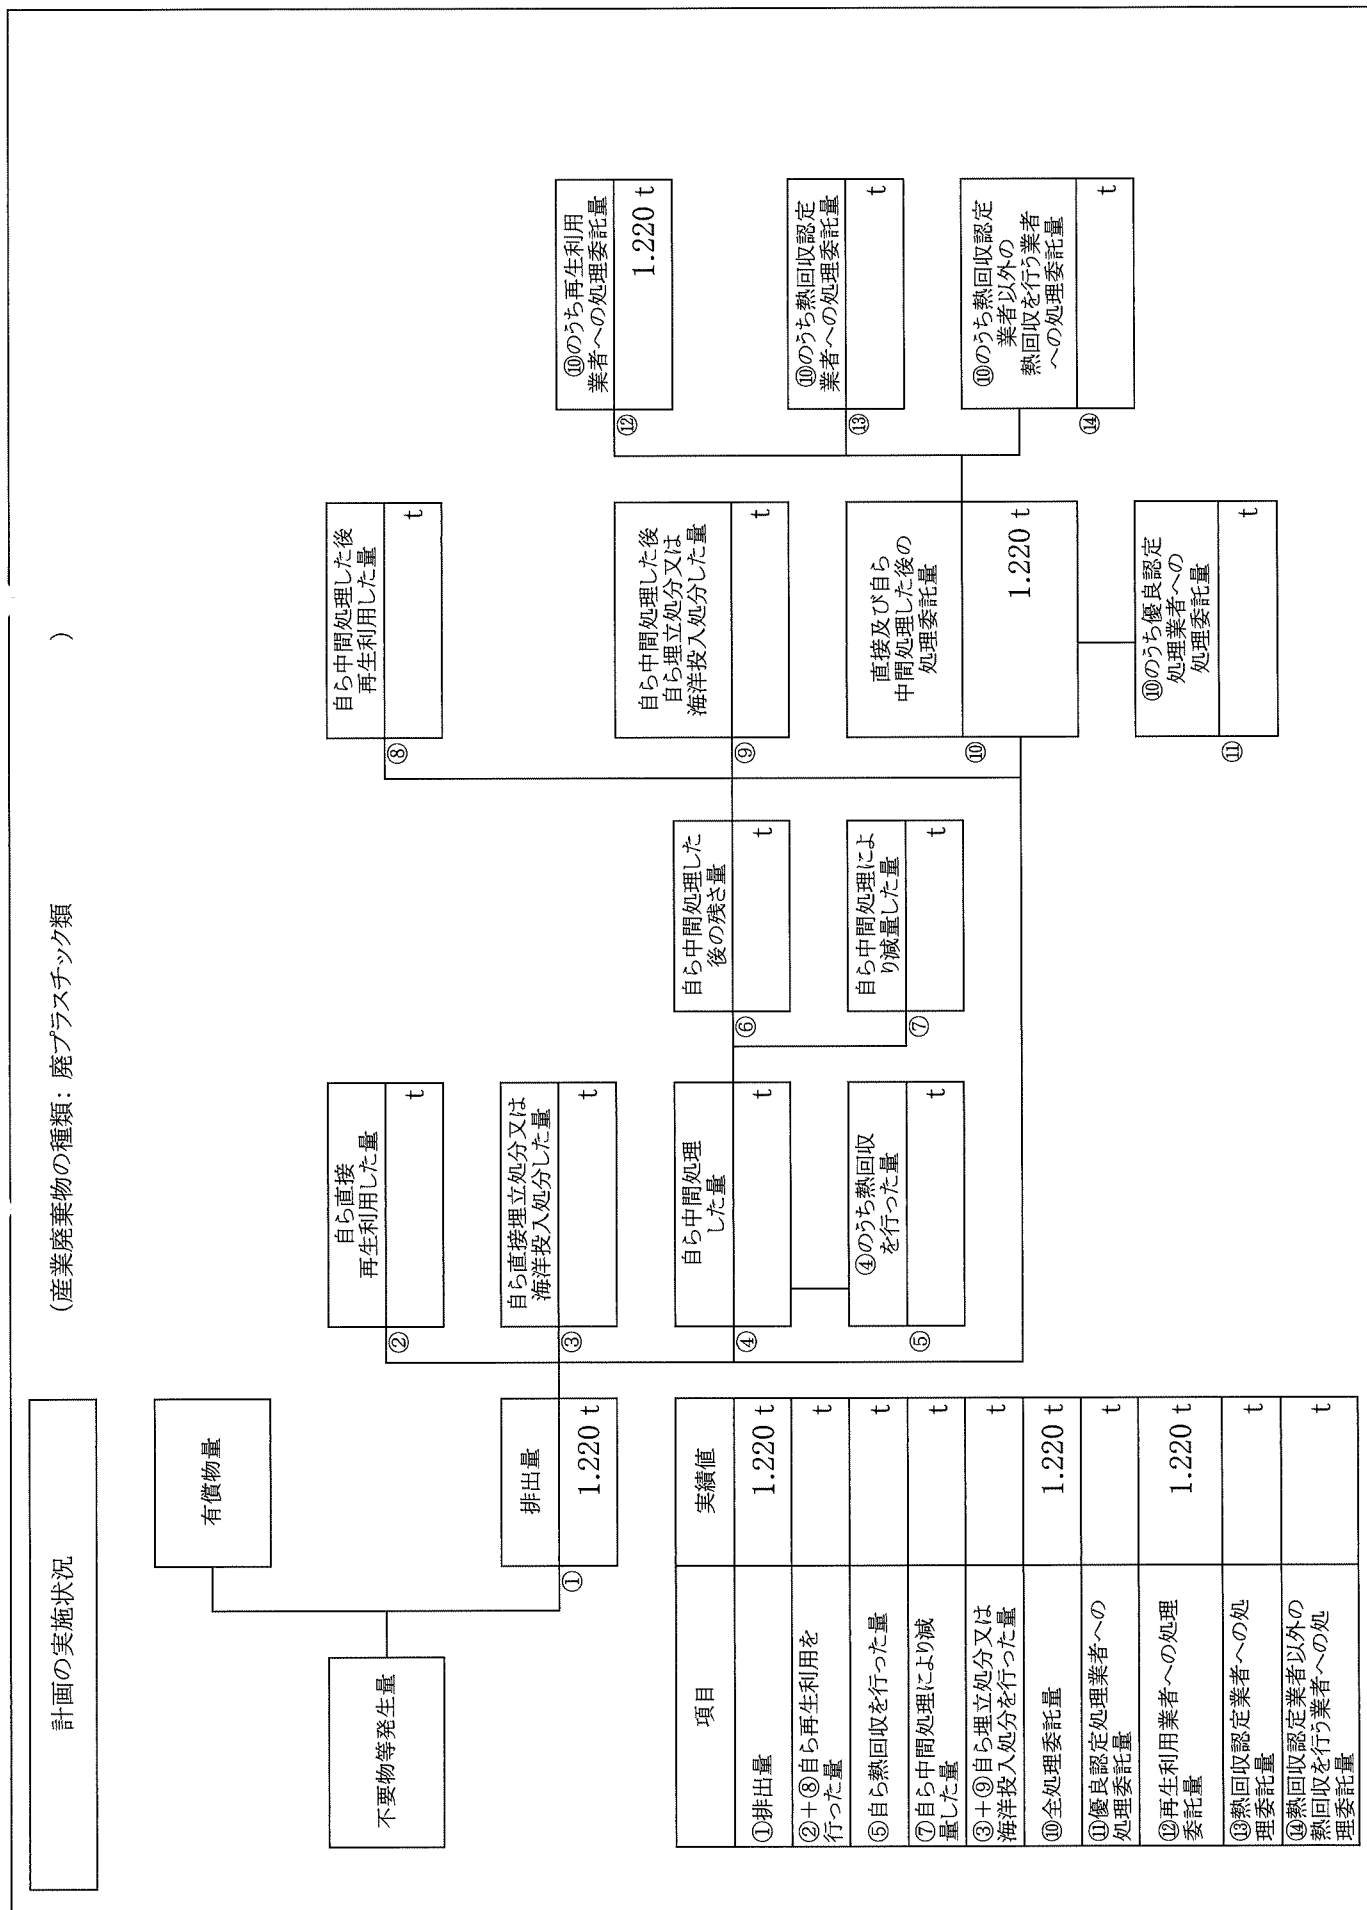 計画の実施状況
(産業廃棄物の種類: 廃プラスチック類 )
不要物等発生量
有償物量
排出量
① 1.220 t
自ら直接
再生利用した量
② t
自ら直接埋立処分又は
海洋投入処分した量
③ t
自ら中間処理
した量
④ t
④のうち熱回収
を行った量
⑤ t
自ら中間処理した
後の残さ量
⑥ t
自ら中間処理によ
り減量した量
⑦ t
自ら中間処理した後
再生利用した量
⑧ t
自ら中間処理した後
自ら埋立処分又は
海洋投入処分した量
⑨ t
直接及び自ら
中間処理した後の
処理委託量
⑩ 1.220 t
⑩のうち優良認定
処理業者への
処理委託量
⑪ t
⑩のうち再生利用
業者への処理委託量
⑫ 1.220 t
⑩のうち熱回収認定
業者への処理委託量
⑬ t
⑩のうち熱回収認定
業者以外の
熱回収を行う業者
への処理委託量
⑭ t
項目 実績値
①排出量 1.220 t
②+⑧自ら再生利用を
行った量 t
⑤自ら熱回収を行った量 t
⑦自ら中間処理により減
量した量 t
③+⑨自ら埋立処分又は
海洋投入処分を行った量 t
⑩全処理委託量 1.220 t
⑪優良認定処理業者への
処理委託量 t
⑫再生利用業者への処理
委託量 1.220 t
⑬熱回収認定業者への処
理委託量 t
⑭熱回収認定業者以外の
熱回収を行う業者への処
理委託量 t